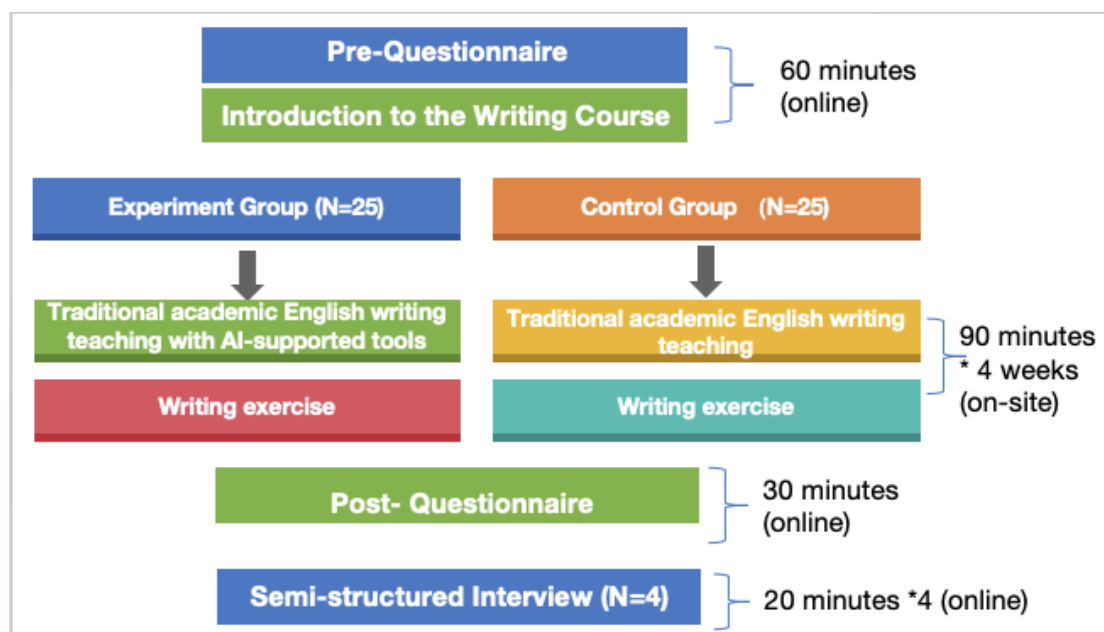 Pre-Questionnaire
Introduction to the Writing Course
60 minutes
(online)
Experiment Group (N=25)
Control Group (N=25)
Traditional academic English writing
teaching with AI-supported tools
Traditional academic English writing
teaching
Writing exercise
Writing exercise
90 minutes
* 4 weeks
(on-site)
Post- Questionnaire
30 minutes
(online)
Semi-structured Interview (N=4)
20 minutes *4 (online)